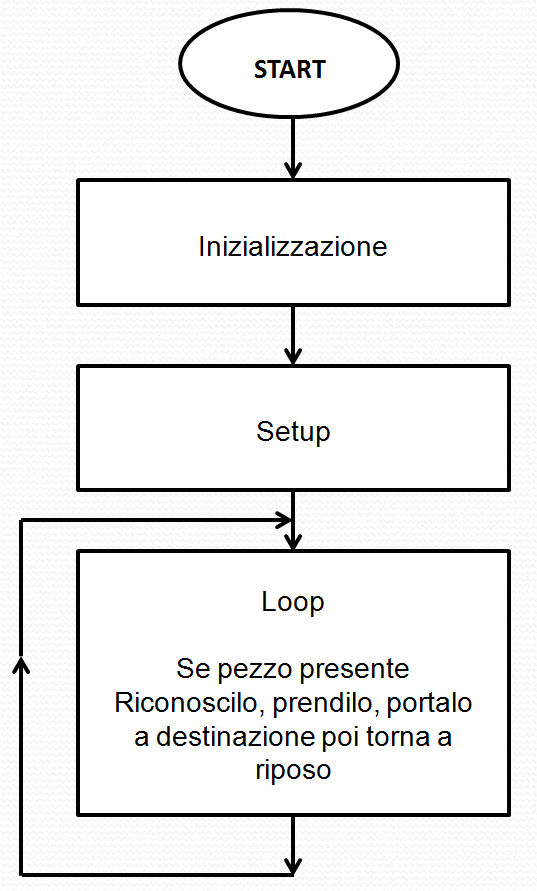 START
Inizializzazione
Setup
Loop
Se pezzo presente
Riconoscilo, prendilo, portalo
a destinazione poi torna a
riposo